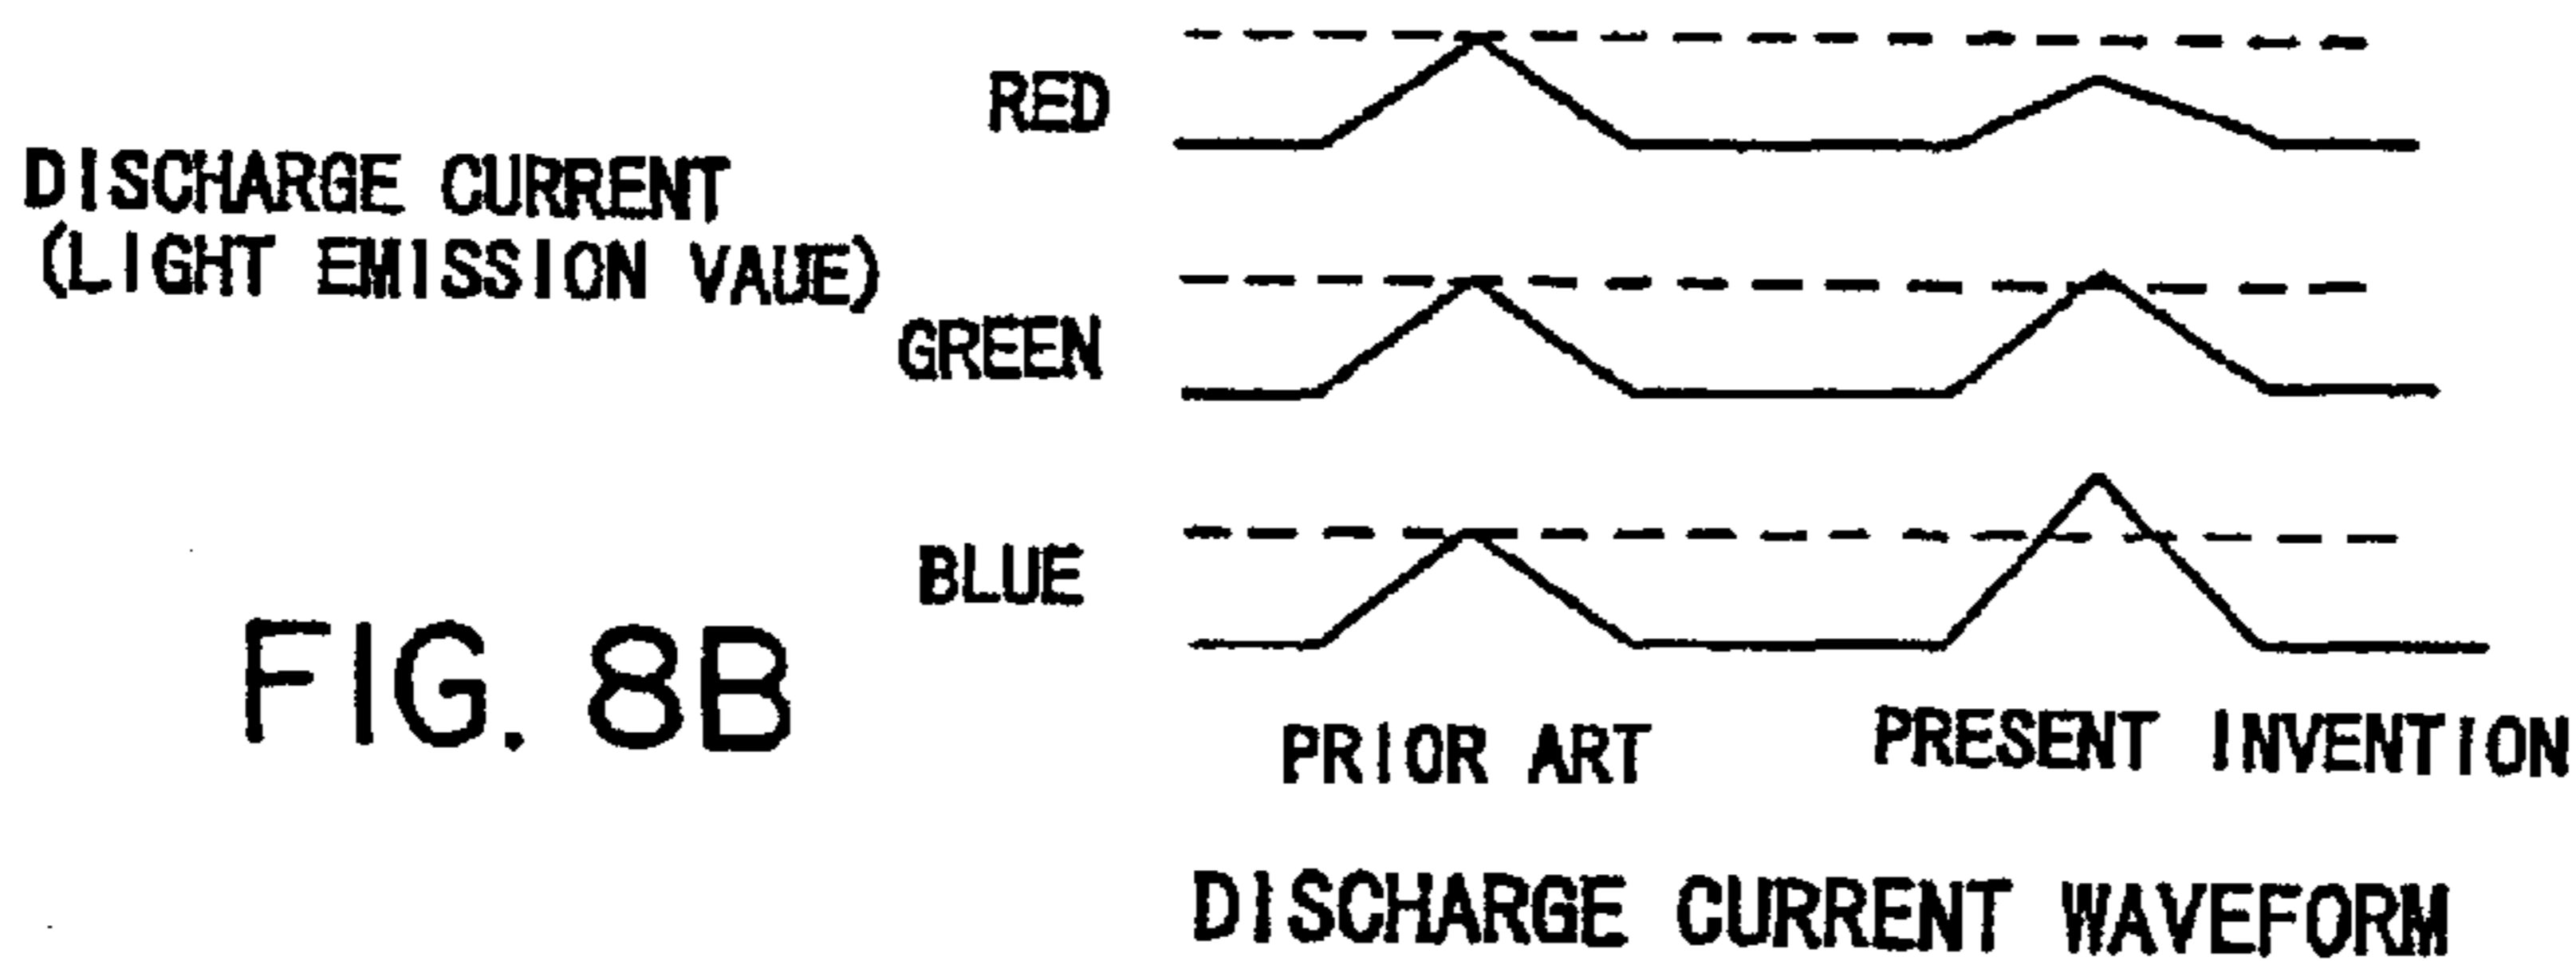 RED
DISCHARGE CURRENT
(LIGHT EMISSION VAUE)
GREEN
BLUE
FIG. 8B
PRIOR ART
PRESENT INVENTION
DISCHARGE CURRENT WAVEFORM